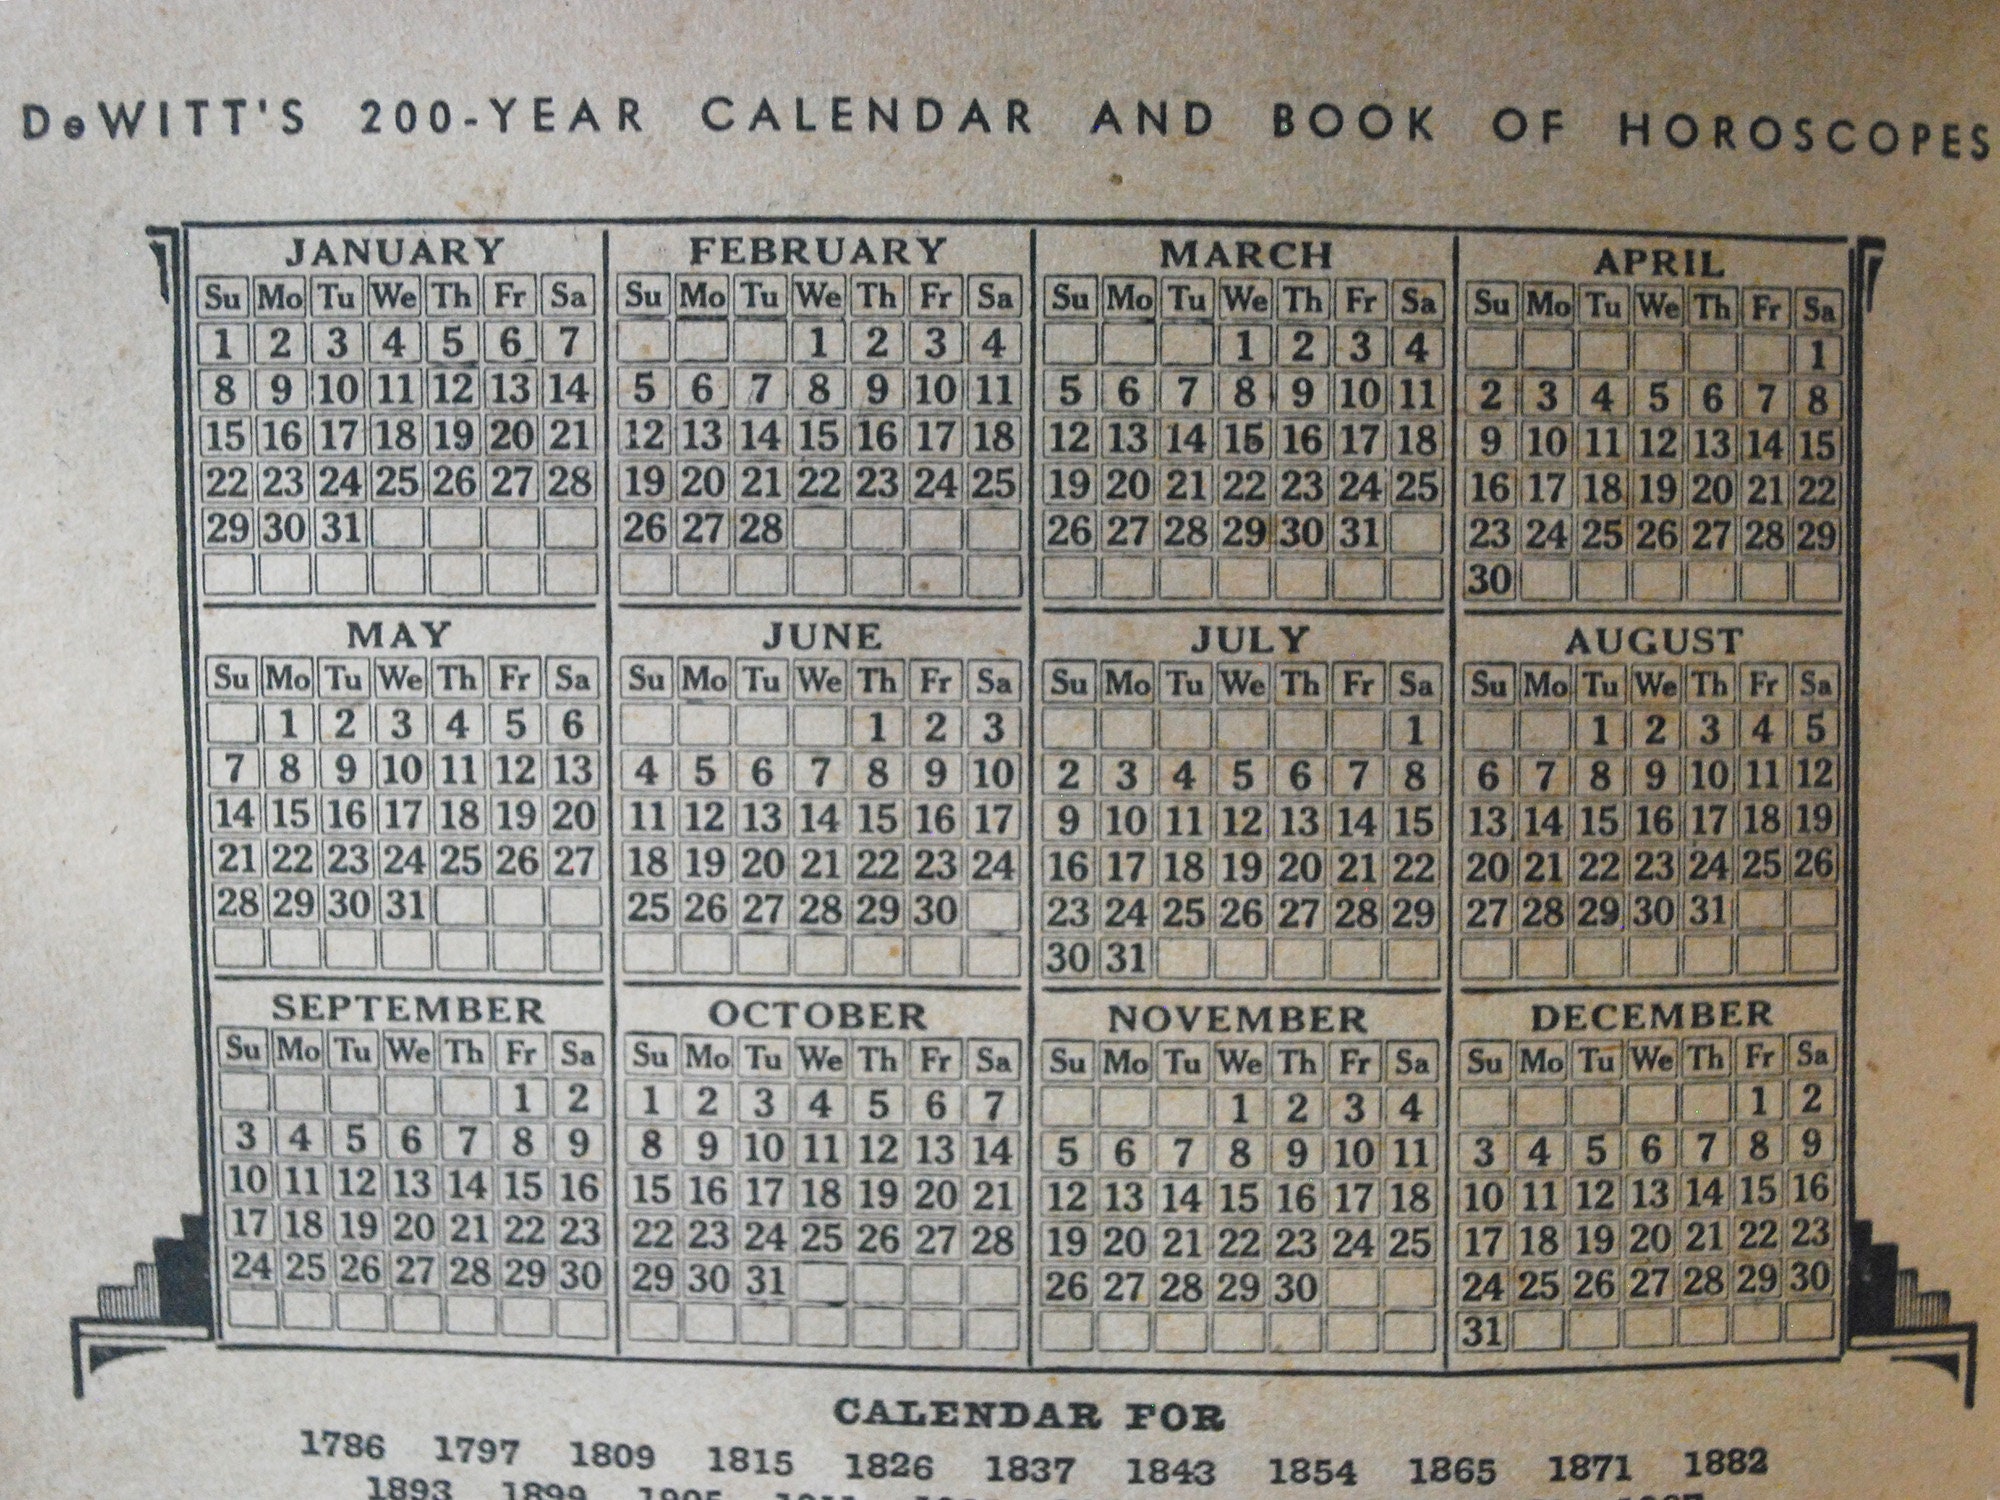 DeWITT'S 200-YEAR CALENDAR AND BOOK OF HOROSCOPES
JANUARY
Su Mo Tu We Th Fr Sa
1 2 3 4 5 6 7
8 9 10 11 12 13 14
15 16 17 18 19 20 21
22 23 24 25 26 27 28
29 30 31
FEBRUARY
Su Mo Tu We Th Fr Sa
1 2 3 4
5 6 7 8 9 10 11
12 13 14 15 16 17 18
19 20 21 22 23 24 25
26 27 28
MARCH
Su Mo Tu We Th Fr Sa
1 2 3 4
5 6 7 8 9 10 11
12 13 14 15 16 17 18
19 20 21 22 23 24 25
26 27 28 29 30 31
APRIL
Su Mo Tu We Th Fr Sa
1
2 3 4 5 6 7 8
9 10 11 12 13 14 15
16 17 18 19 20 21 22
23 24 25 26 27 28 29
30
MAY
Su Mo Tu We Th Fr Sa
1 2 3 4 5 6
7 8 9 10 11 12 13
14 15 16 17 18 19 20
21 22 23 24 25 26 27
28 29 30 31
JUNE
Su Mo Tu We Th Fr Sa
1 2 3
4 5 6 7 8 9 10
11 12 13 14 15 16 17
18 19 20 21 22 23 24
25 26 27 28 29 30
JULY
Su Mo Tu We Th Fr Sa
1
2 3 4 5 6 7 8
9 10 11 12 13 14 15
16 17 18 19 20 21 22
23 24 25 26 27 28 29
30 31
AUGUST
Su Mo Tu We Th Fr Sa
1 2 3 4 5
6 7 8 9 10 11 12
13 14 15 16 17 18 19
20 21 22 23 24 25 26
27 28 29 30 31
SEPTEMBER
Su Mo Tu We Th Fr Sa
1 2
3 4 5 6 7 8 9
10 11 12 13 14 15 16
17 18 19 20 21 22 23
24 25 26 27 28 29 30
OCTOBER
Su Mo Tu We Th Fr Sa
1 2 3 4 5 6 7
8 9 10 11 12 13 14
15 16 17 18 19 20 21
22 23 24 25 26 27 28
29 30 31
NOVEMBER
Su Mo Tu We Th Fr Sa
1 2 3 4
5 6 7 8 9 10 11
12 13 14 15 16 17 18
19 20 21 22 23 24 25
26 27 28 29 30
DECEMBER
Su Mo Tu We Th Fr Sa
1 2
3 4 5 6 7 8 9
10 11 12 13 14 15 16
17 18 19 20 21 22 23
24 25 26 27 28 29 30
31
CALENDAR FOR
1786 1797 1809 1815 1826 1837 1843 1854 1865 1871 1882
1893 1899 1905